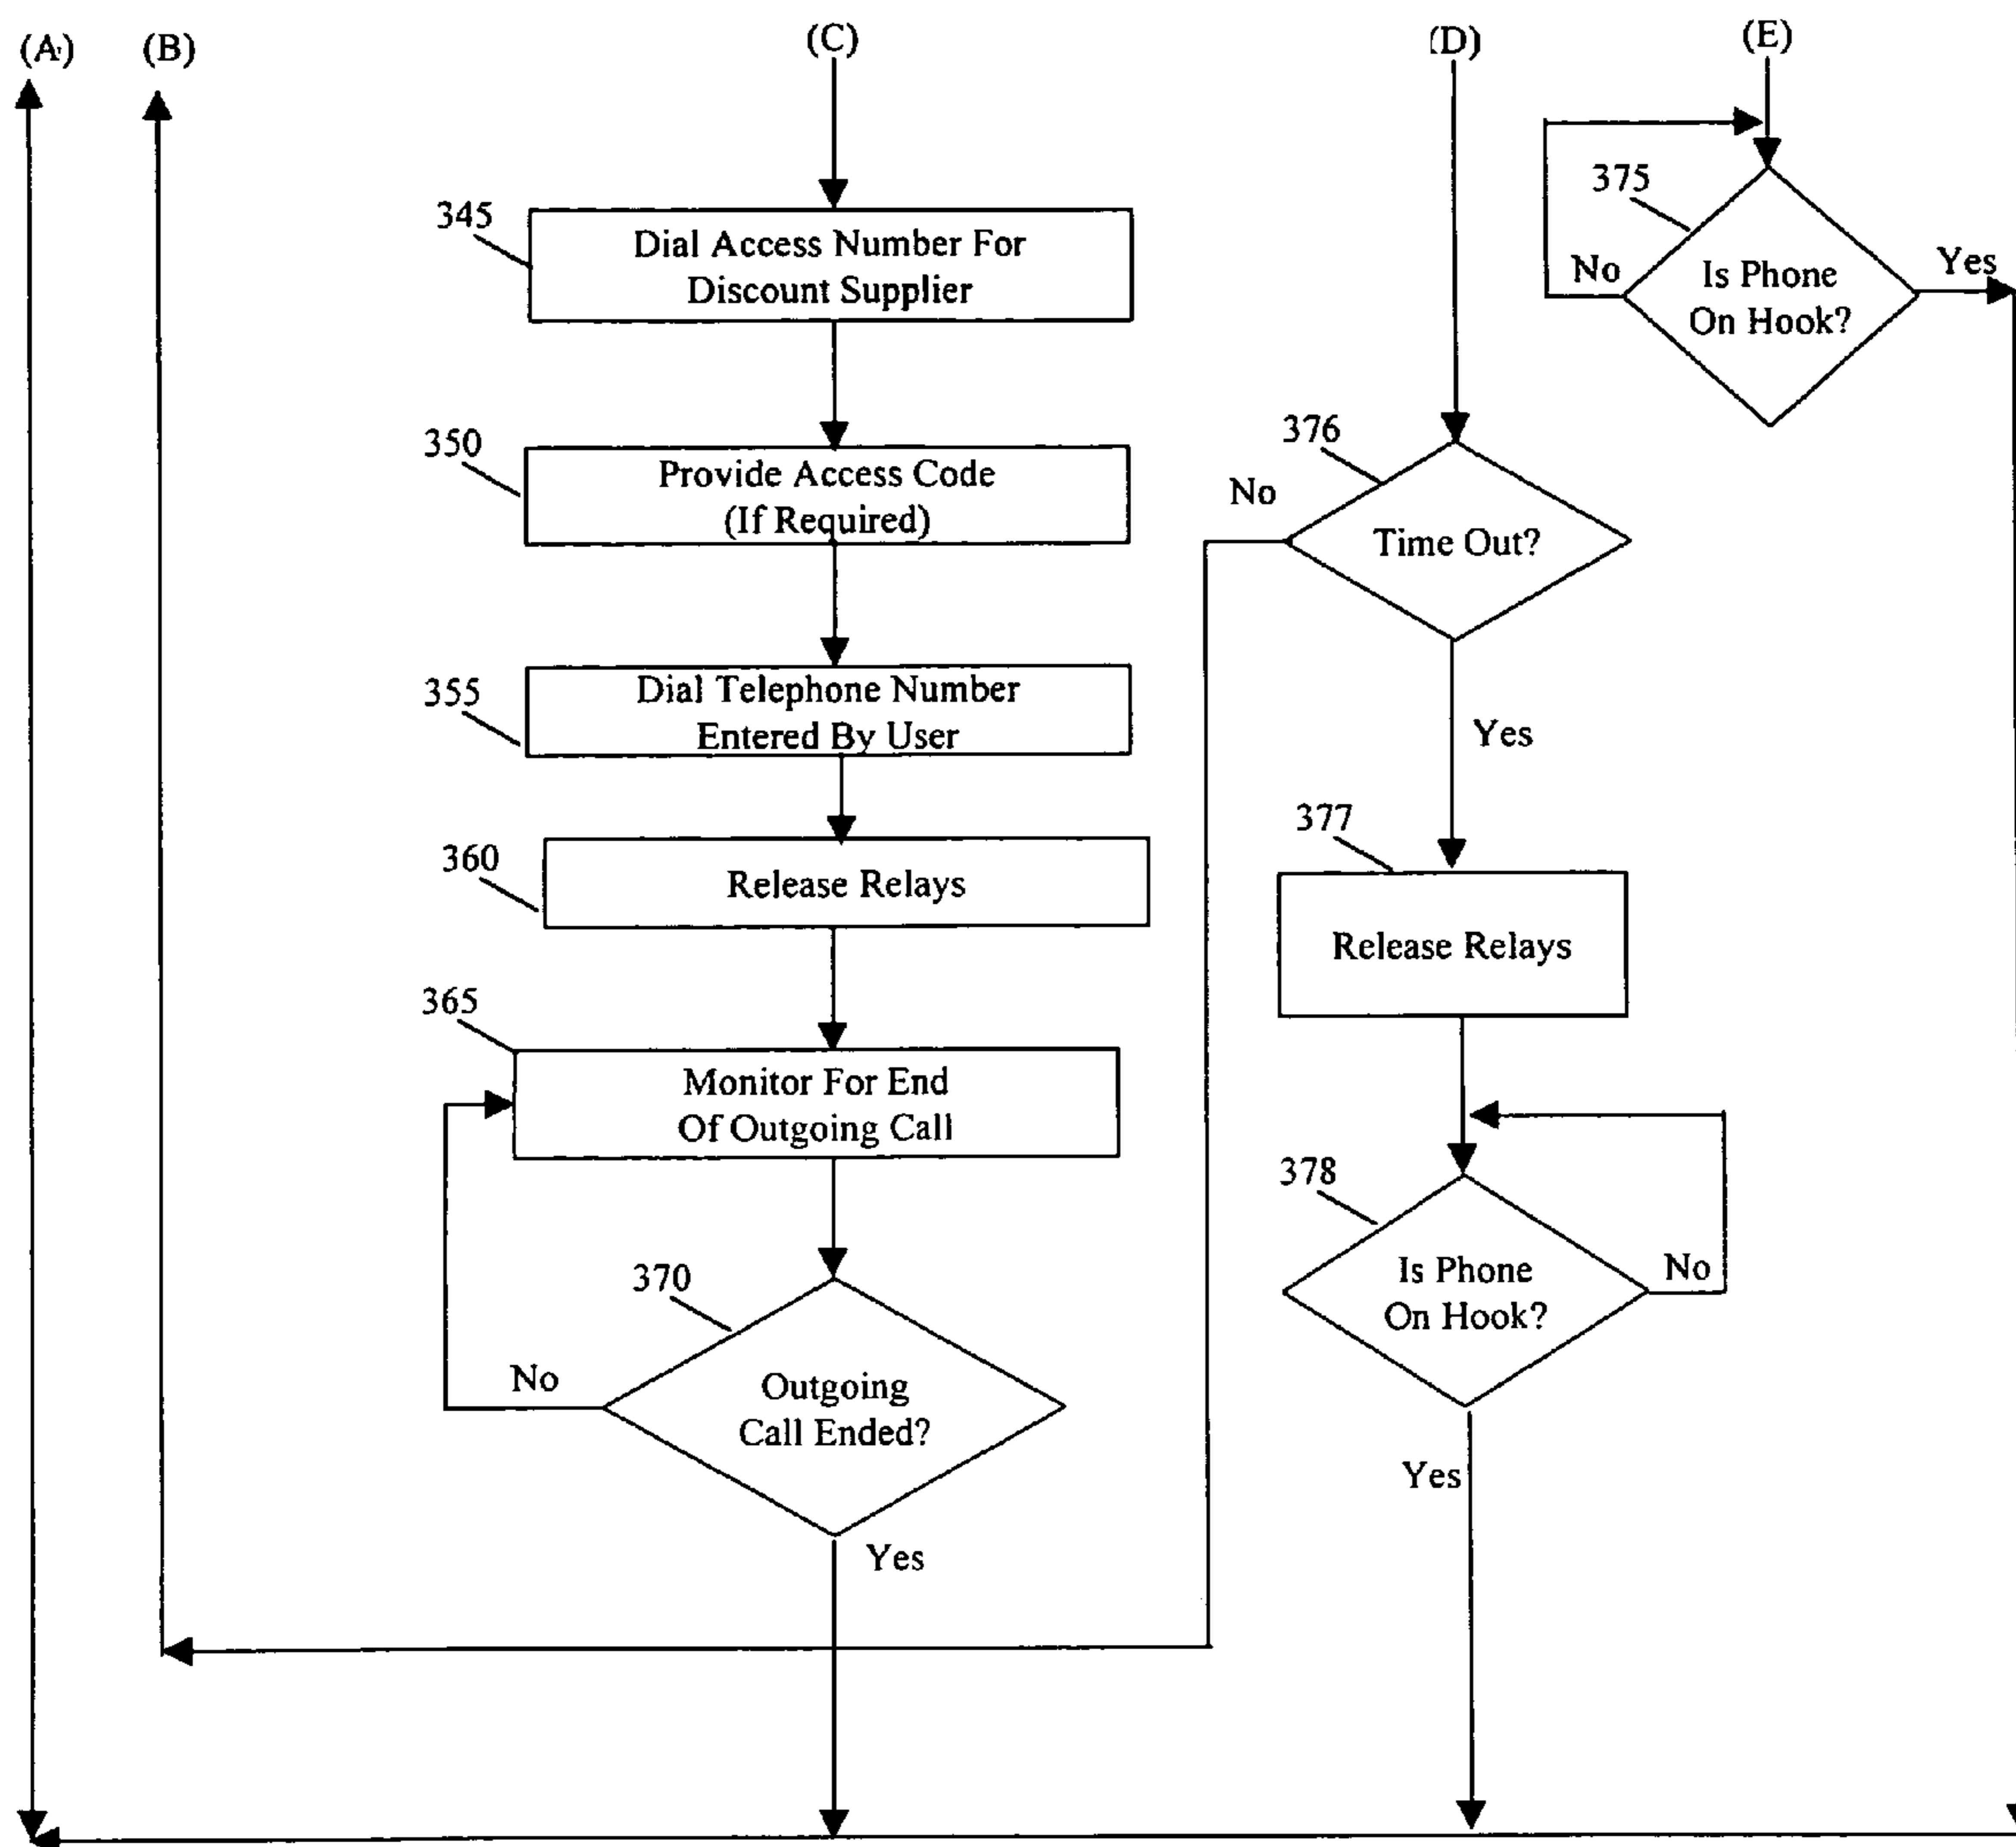 (A)
(B)
(C)
(D)
(E)
345
Dial Access Number For
Discount Supplier
350
Provide Access Code
(If Required)
355
Dial Telephone Number
Entered By User
360
Release Relays
365
Monitor For End
Of Outgoing Call
370
No
Outgoing
Call Ended?
Yes
376
No
Time Out?
Yes
377
Release Relays
378
Is Phone
On Hook?
No
Yes
375
No
Is Phone
On Hook?
Yes